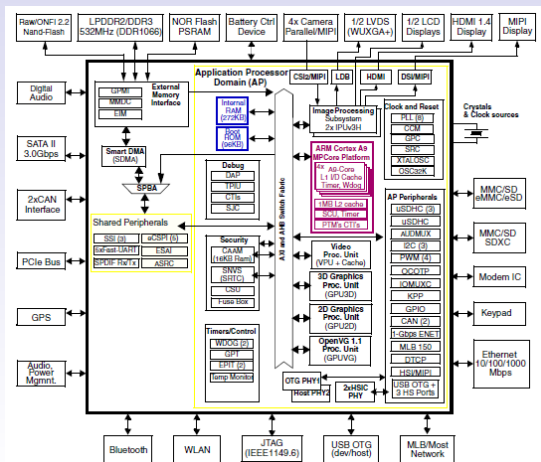 Raw/ONFI 2.2
Nand-Flash
LPDDR2/DDR3
532MHz (DDR1066)
NOR Flash
PSRAM
Battery Ctrl
Device
4x Camera
Parallel/MIPI
1/2 LVDS
(WUXGA+)
1/2 LCD
Displays
HDMI 1.4
Display
MIPI
Display
Digital
Audio
SATA II
3.0Gbps
2xCAN
Interface
PCIe Bus
GPS
Audio,
Power
Mgmnt.
External
Memory
Interface
GPMI
MMDC
EIM
Smart DMA
(SDMA)
SPBA
Shared Peripherals
SSI (3)
eCSPI (5)
5xFast-UART
ESAI
SPDIF Rx/Tx
ASRC
Application Processor
Domain (AP)
Internal
RAM
(272KB)
Boot
ROM
(96KB)
Debug
DAP
TPIU
CTIs
SJC
Security
CAAM
(16KB Ram)
SNVS
(SRTC)
CSU
Fuse Box
Timers/Control
WDOG (2)
GPT
EPIT (2)
Temp Monitor
AXI and AHB Switch Fabric
CSI2/MIPI
LDB
HDMI
DSI/MIPI
Image Processing
Subsystem
2x IPUv3H
ARM Cortex A9
MPCore Platform
4x
A9-Core
L1 I/D Cache
Timer, Wdog
1MB L2 cache
SCU, Timer
PTM's CTI's
Video
Proc. Unit
(VPU + Cache)
3D Graphics
Proc. Unit
(GPU3D)
2D Graphics
Proc. Unit
(GPU2D)
OpenVG 1.1
Proc. Unit
(GPUVG)
OTG PHY1
Host PHY2
2xHSIC
PHY
Clock and Reset
PLL (8)
CCM
GPC
SRC
XTALOSC
OSC32K
AP Peripherals
uSDHC (3)
uSDHC
AUDMUX
I2C (3)
PWM (4)
OCOTP
IOMUXC
KPP
GPIO
CAN (2)
1-Gbps ENET
MLB 150
DTCP
HSI/MIPI
USB OTG +
3 HS Ports
Crystals
& Clock sources
MMC/SD
eMMC/eSD
MMC/SD
SDXC
Modem IC
Keypad
Ethernet
10/100/1000
Mbps
Bluetooth
WLAN
JTAG
(IEEE1149.6)
USB OTG
(dev/host)
MLB/Most
Network